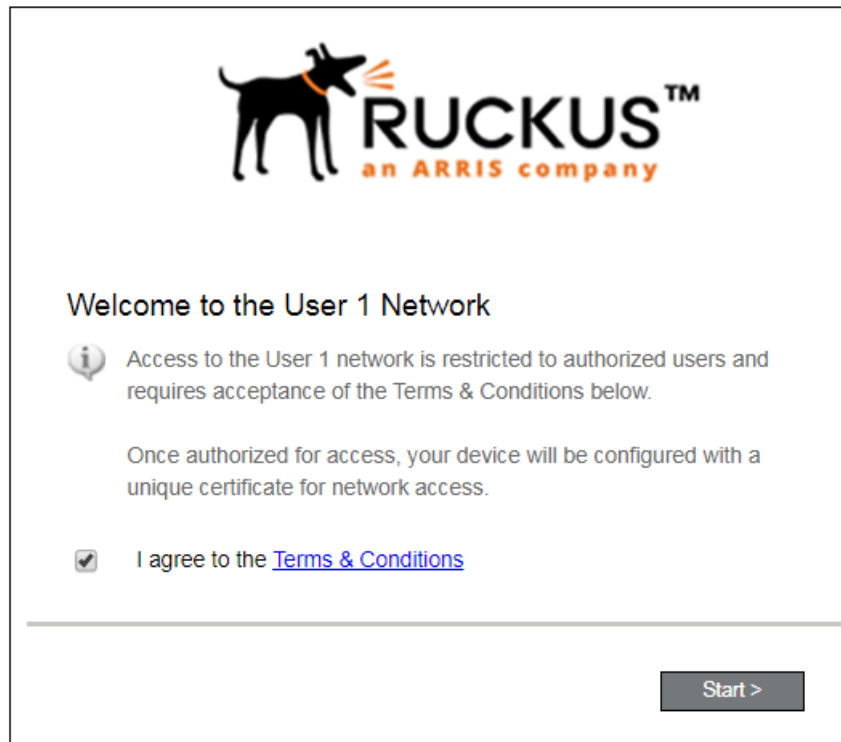 RUCKUS™
an ARRIS company
Welcome to the User 1 Network
Access to the User 1 network is restricted to authorized users and
requires acceptance of the Terms & Conditions below.
Once authorized for access, your device will be configured with a
unique certificate for network access.
I agree to the Terms & Conditions
Start >